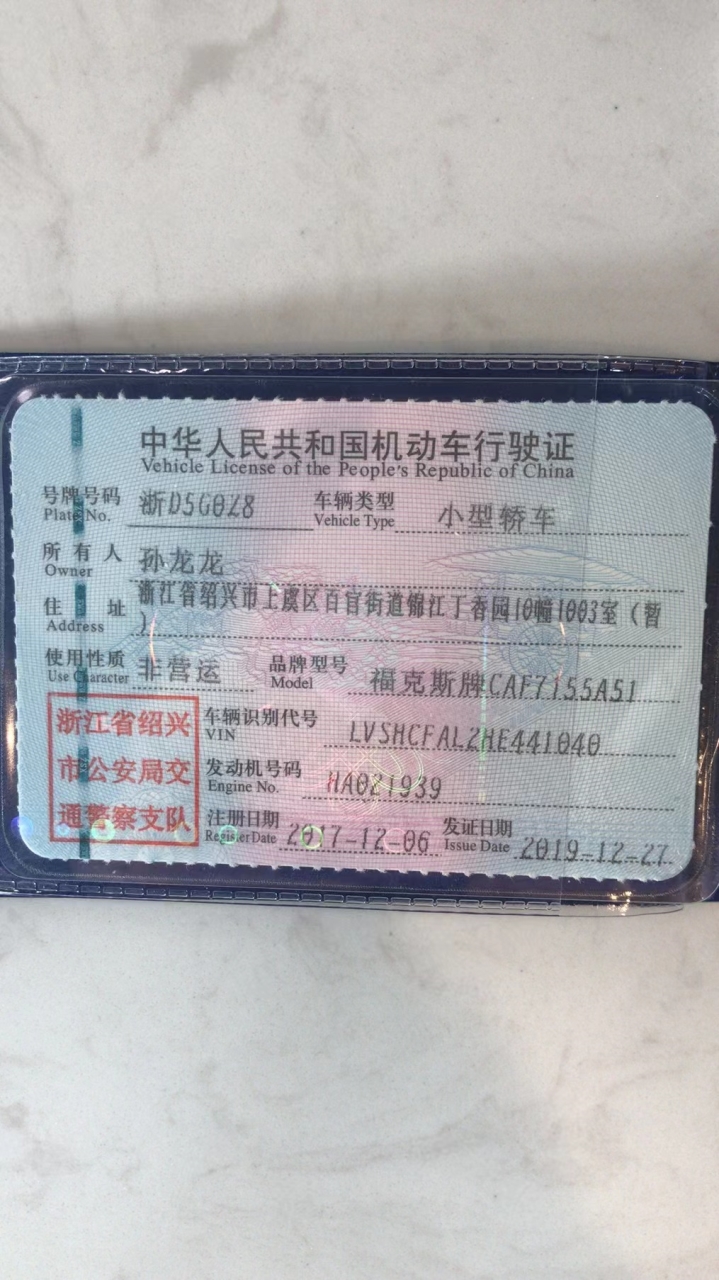 中华人民共和国机动车行驶证
Vehicle License of the People's Republic of China
号牌号码 浙D5G0Z8 车辆类型 小型轿车
Plate No. Vehicle Type
所有人 孙龙龙
Owner
住址 浙江省绍兴市上虞区百官街道锦江丁香园10幢1003室（暂
Address ）
使用性质 非营运 品牌型号 福克斯牌CAF7155A51
Use Character Model
浙江省绍兴
市公安局交
通警察支队
车辆识别代号 LVSHCFAL2HE441040
VIN
发动机号码 HA021939
Engine No.
注册日期 2017-12-06 发证日期 2019-12-27
Register Date Issue Date